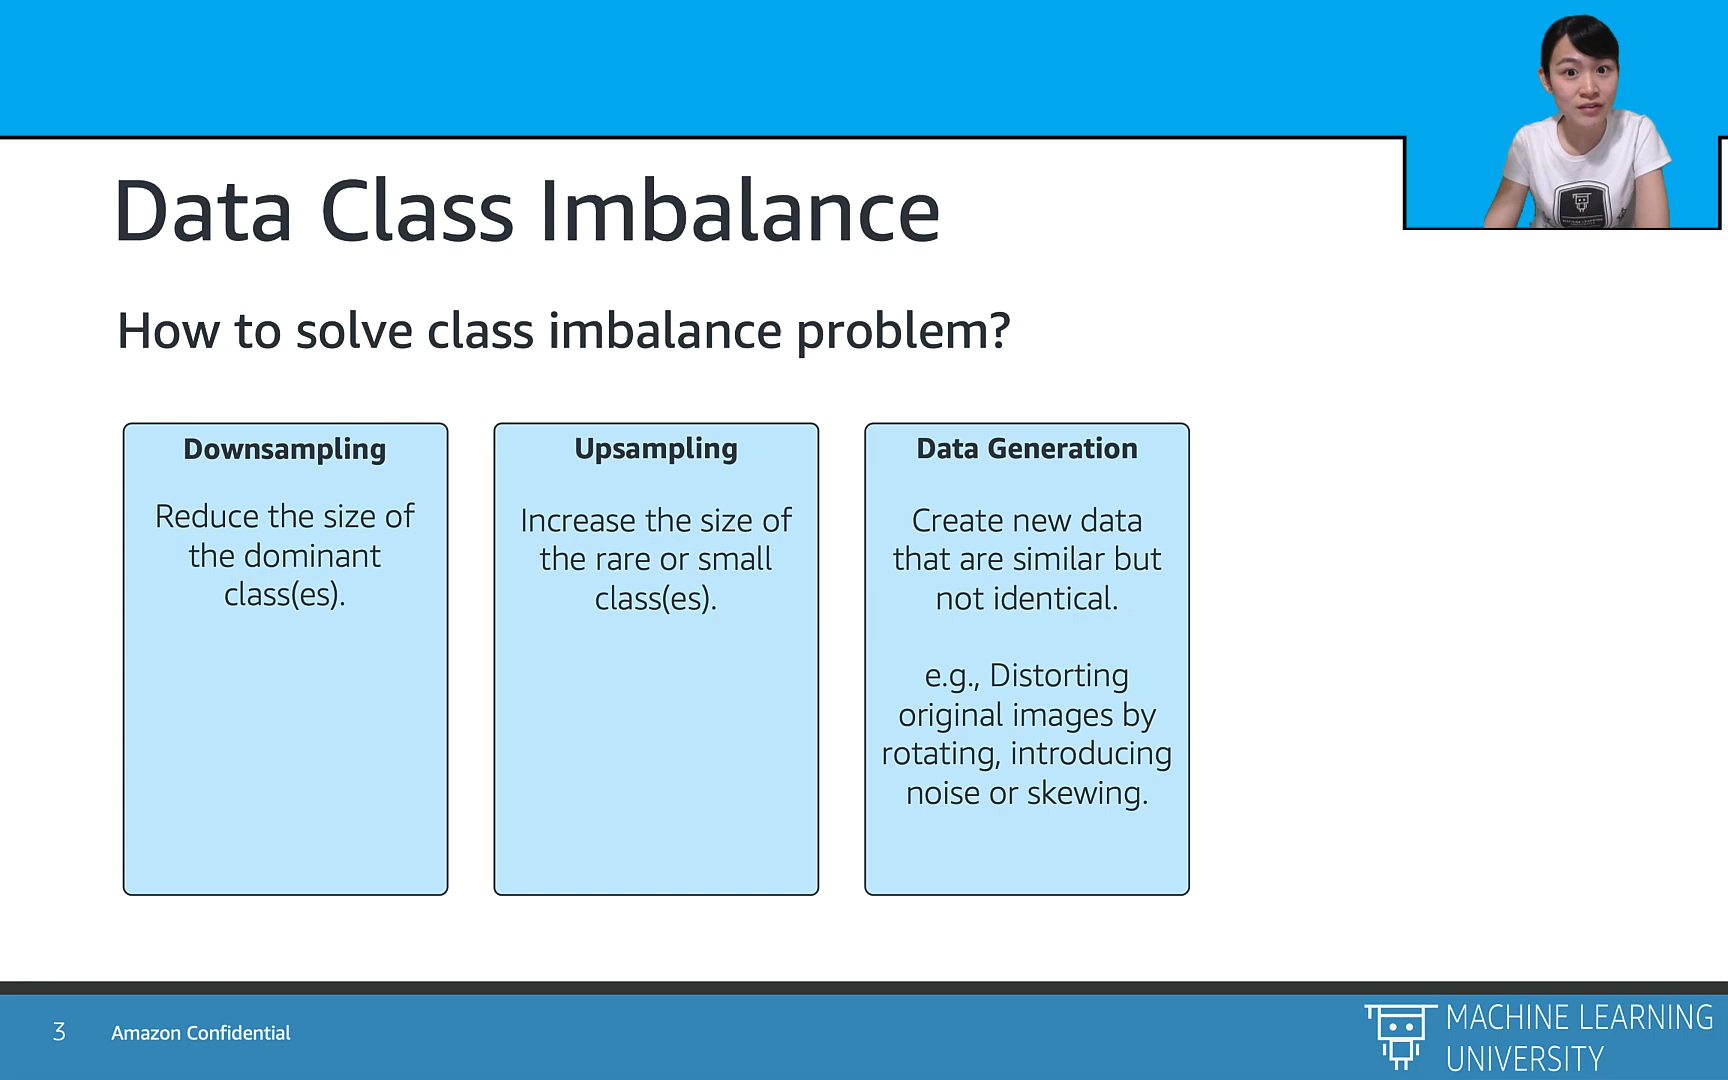 Data Class Imbalance
How to solve class imbalance problem?
Downsampling
Reduce the size of
the dominant
class(es).
Upsampling
Increase the size of
the rare or small
class(es).
Data Generation
Create new data
that are similar but
not identical.
e.g., Distorting
original images by
rotating, introducing
noise or skewing.
3
Amazon Confidential
MACHINE LEARNING
UNIVERSITY